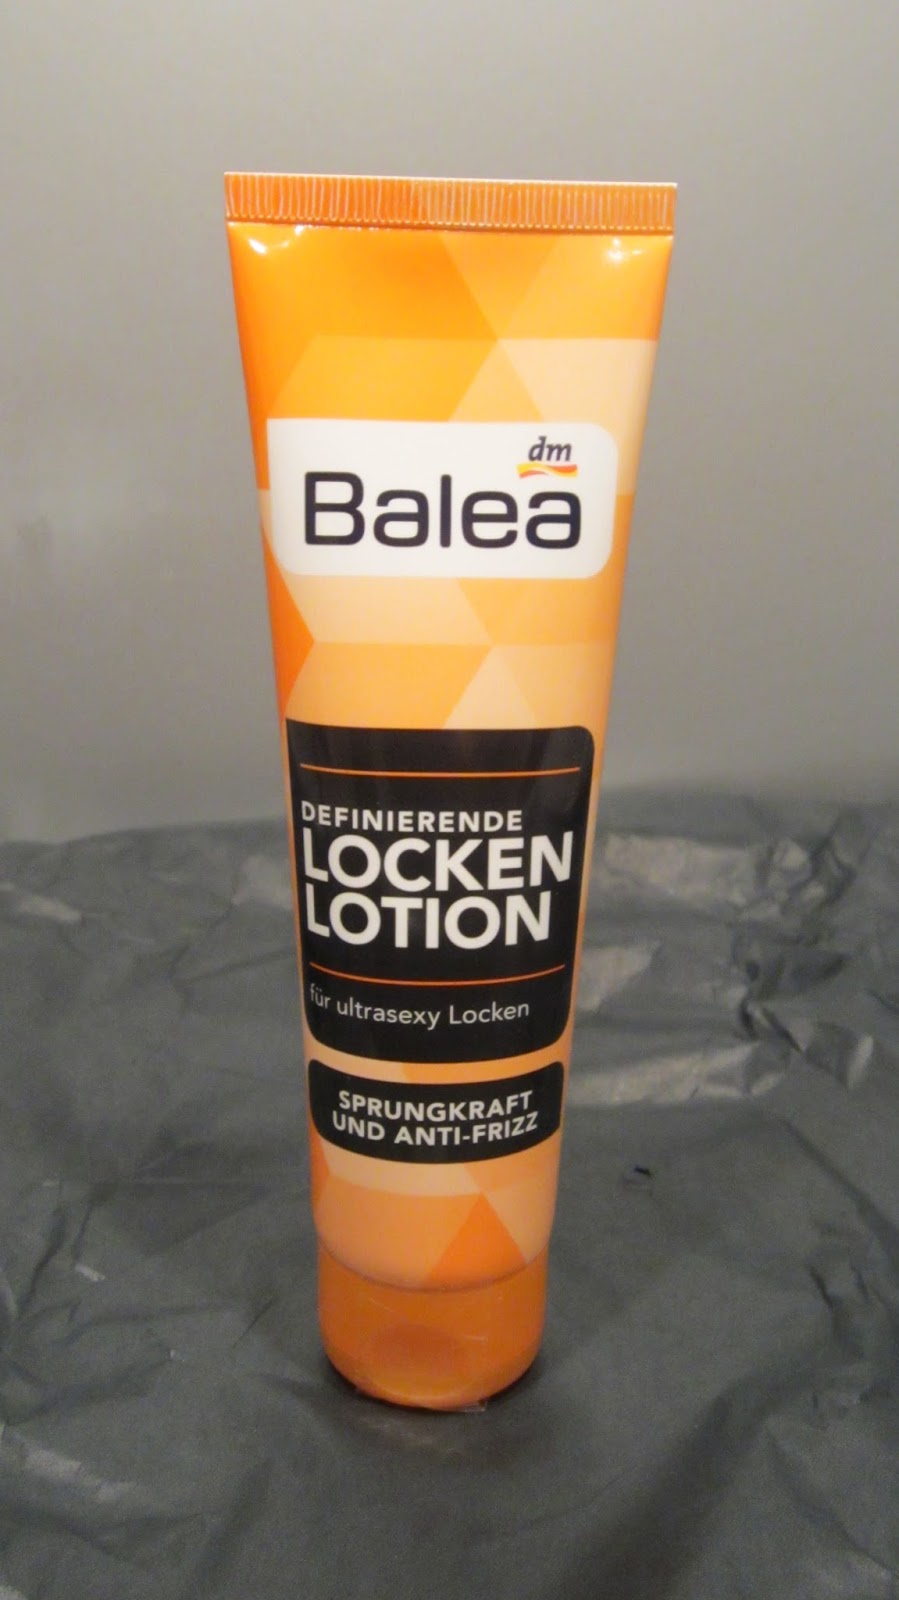 dm
Balea
DEFINIERENDE
LOCKEN
LOTION
für ultrasexy Locken
SPRUNGKRAFT
UND ANTI-FRIZZ